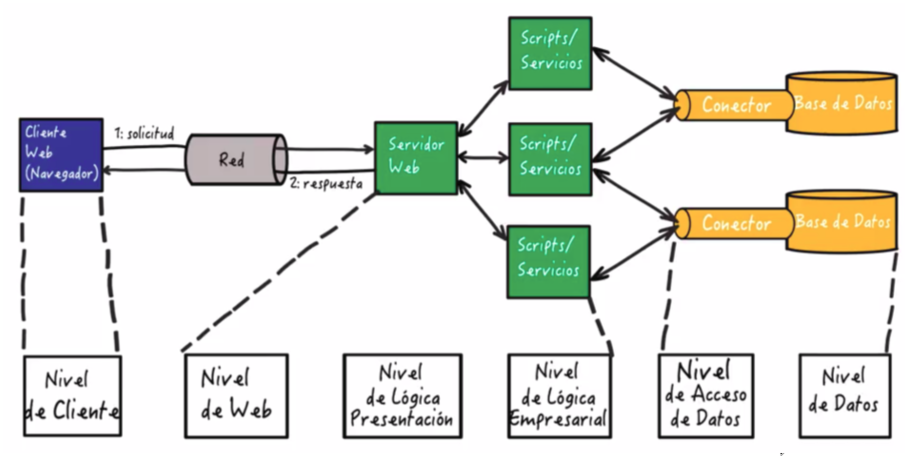 Scripts/
Servicios
Cliente
Web
(Navegador)
1: solicitud
Red
2: respuesta
Servidor
Web
Scripts/
Servicios
Conector
Base de Datos
Scripts/
Servicios
Conector
Base de Datos
Nivel
de Cliente
Nivel
de Web
Nivel
de Lógica
Presentación
Nivel
de Lógica
Empresarial
Nivel
de Acceso
de Datos
Nivel
de Datos